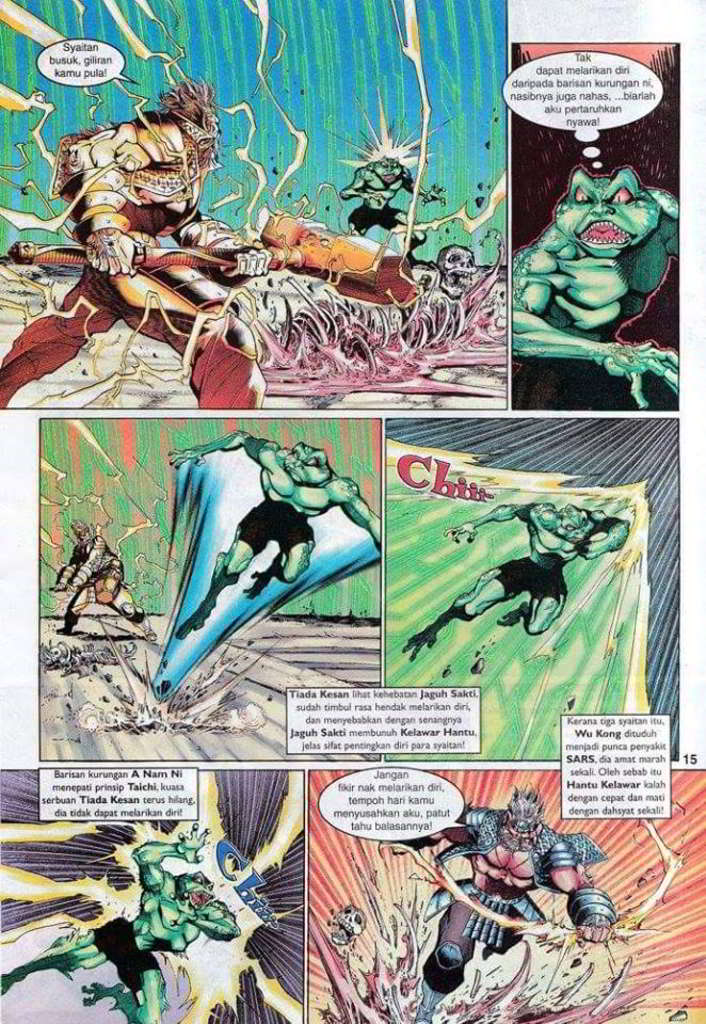 Syaitan
busuk, giliran
kamu pula!
Tak
dapat melarikan diri
daripada barisan kurungan ni,
nasibnya juga nahas, ...biarlah
aku pertaruhkan
nyawa!
Tiada Kesan lihat kehebatan Jaguh Sakti,
sudah timbul rasa hendak melarikan diri,
dan menyebabkan dengan senangnya
Jaguh Sakti membunuh Kelawar Hantu,
jelas sifat pentingkan diri para syaitan!
Chii
Kerana tiga syaitan itu,
Wu Kong dituduh
menjadi punca penyakit
SARS, dia amat marah
sekali. Oleh sebab itu
Hantu Kelawar kalah
dengan cepat dan mati
dengan dahsyat sekali!
15
Barisan kurungan A Nam Ni
menepati prinsip Taichi, kuasa
serbuan Tiada Kesan terus hilang,
dia tidak dapat melarikan diri!
Chii
Jangan
fikir nak melarikan diri,
tempoh hari kamu
menyusahkan aku, patut
tahu balasannya!